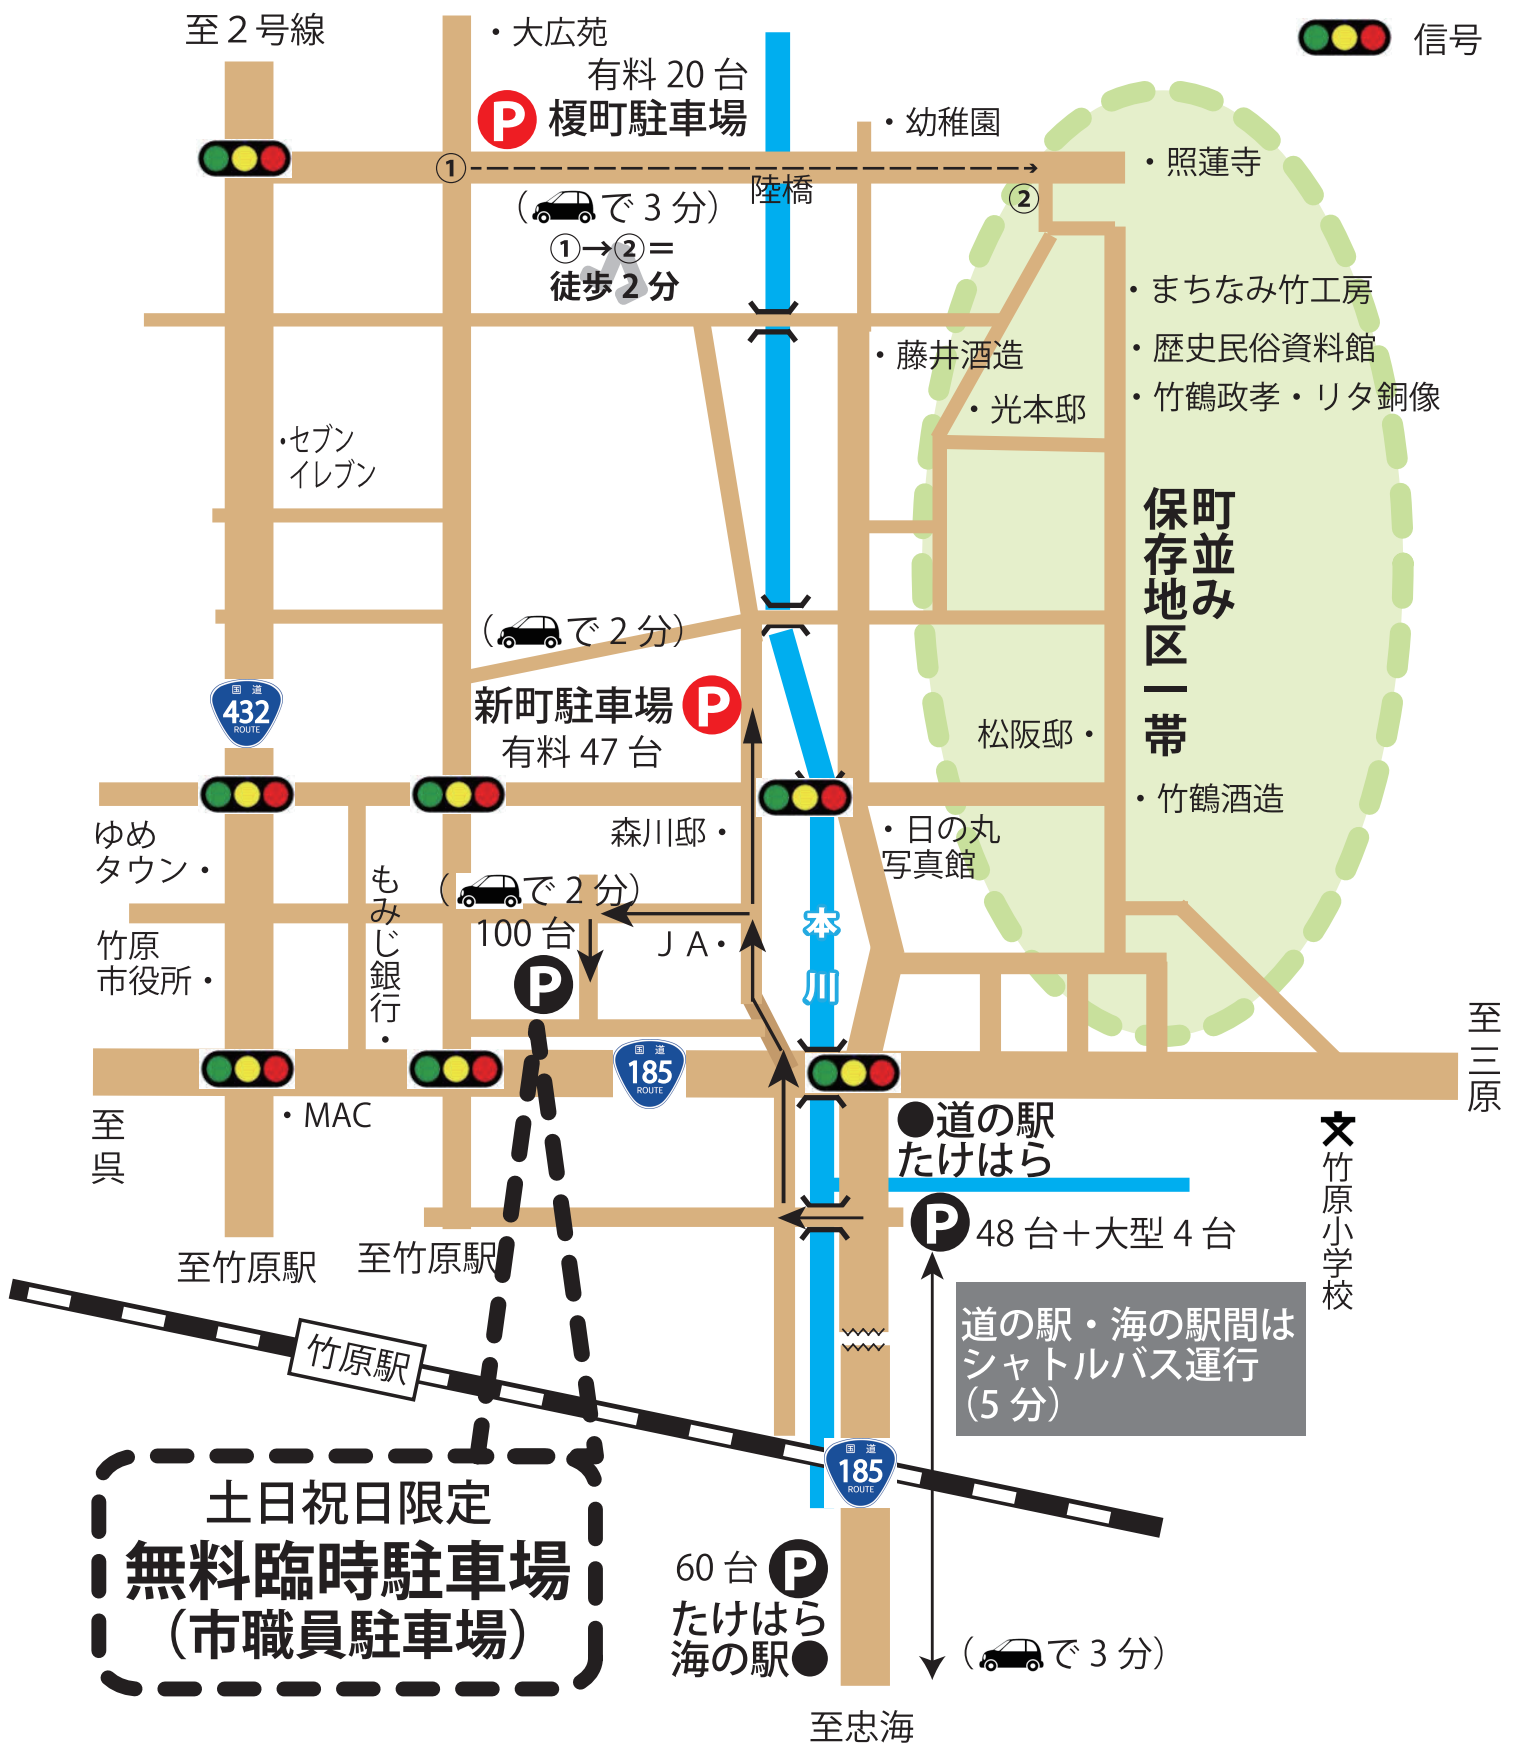 至２号線
・大広苑
信号
有料 20 台
P 榎町駐車場
・幼稚園
・照蓮寺
①
陸橋
②
（で 3 分）
①→②＝
徒歩 2 分
・まちなみ竹工房
・藤井酒造
・歴史民俗資料館
・光本邸
・竹鶴政孝・リタ銅像
・セブン
イレブン
町並み
保存地区一帯
（で 2 分）
国道
432
ROUTE
新町駐車場 P
有料 47 台
松阪邸・
・竹鶴酒造
ゆめ
タウン・
森川邸・
・日の丸
写真館
もみじ銀行・
（で 2 分）
100 台
P
ＪＡ・
本川
竹原
市役所・
国道
185
ROUTE
至三原
至呉
・MAC
●道の駅
たけはら
P 48 台＋大型 4 台
文
竹原小学校
至竹原駅
至竹原駅
竹原駅
道の駅・海の駅間は
シャトルバス運行
（5 分）
国道
185
ROUTE
土日祝日限定
無料臨時駐車場
（市職員駐車場）
60 台 P
たけはら
海の駅●
（で 3 分）
至忠海